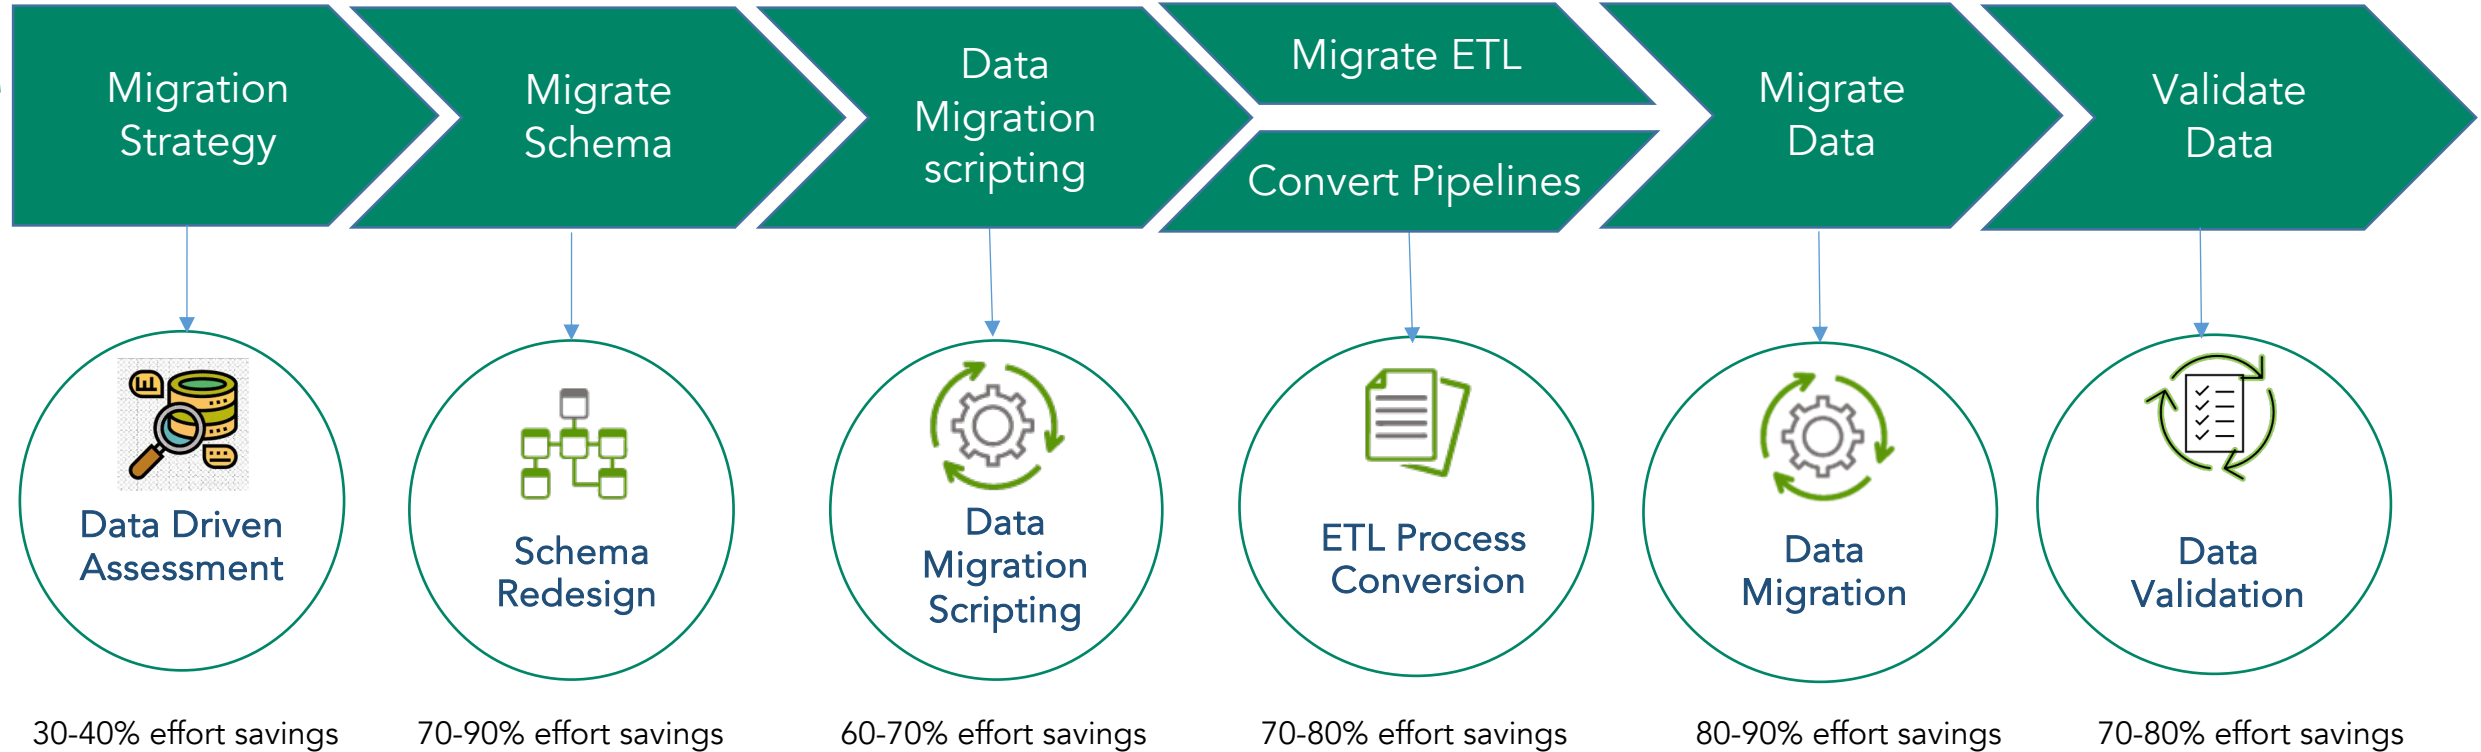 Migration
Strategy
Migrate
Schema
Data
Migration
scripting
Migrate ETL
Convert Pipelines
Migrate
Data
Validate
Data
Data Driven
Assessment
Schema
Redesign
Data
Migration
Scripting
ETL Process
Conversion
Data
Migration
Data
Validation
30-40% effort savings
70-90% effort savings
60-70% effort savings
70-80% effort savings
80-90% effort savings
70-80% effort savings